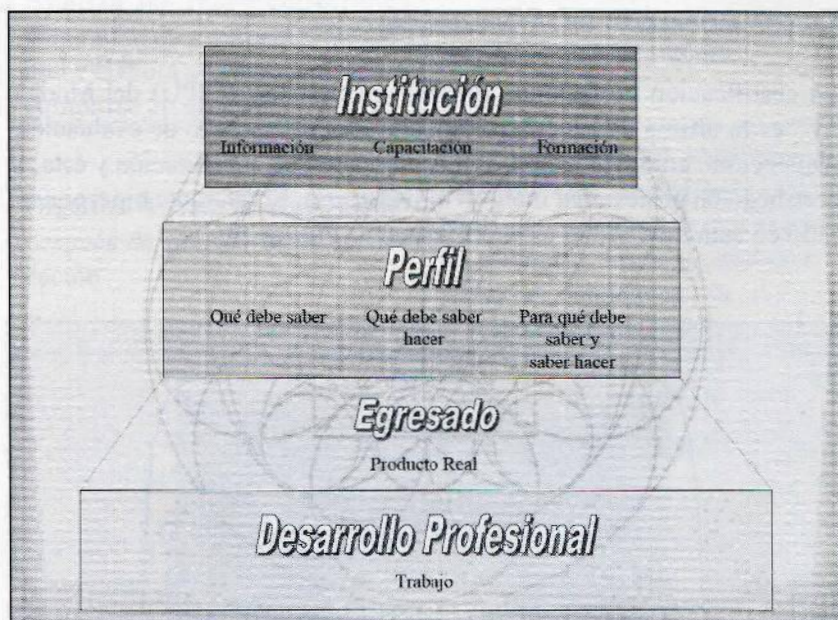 Institución
Información Capacitación Formación
Perfil
Qué debe saber Qué debe saber hacer Para qué debe saber y saber hacer
Egresado
Producto Real
Desarrollo Profesional
Trabajo